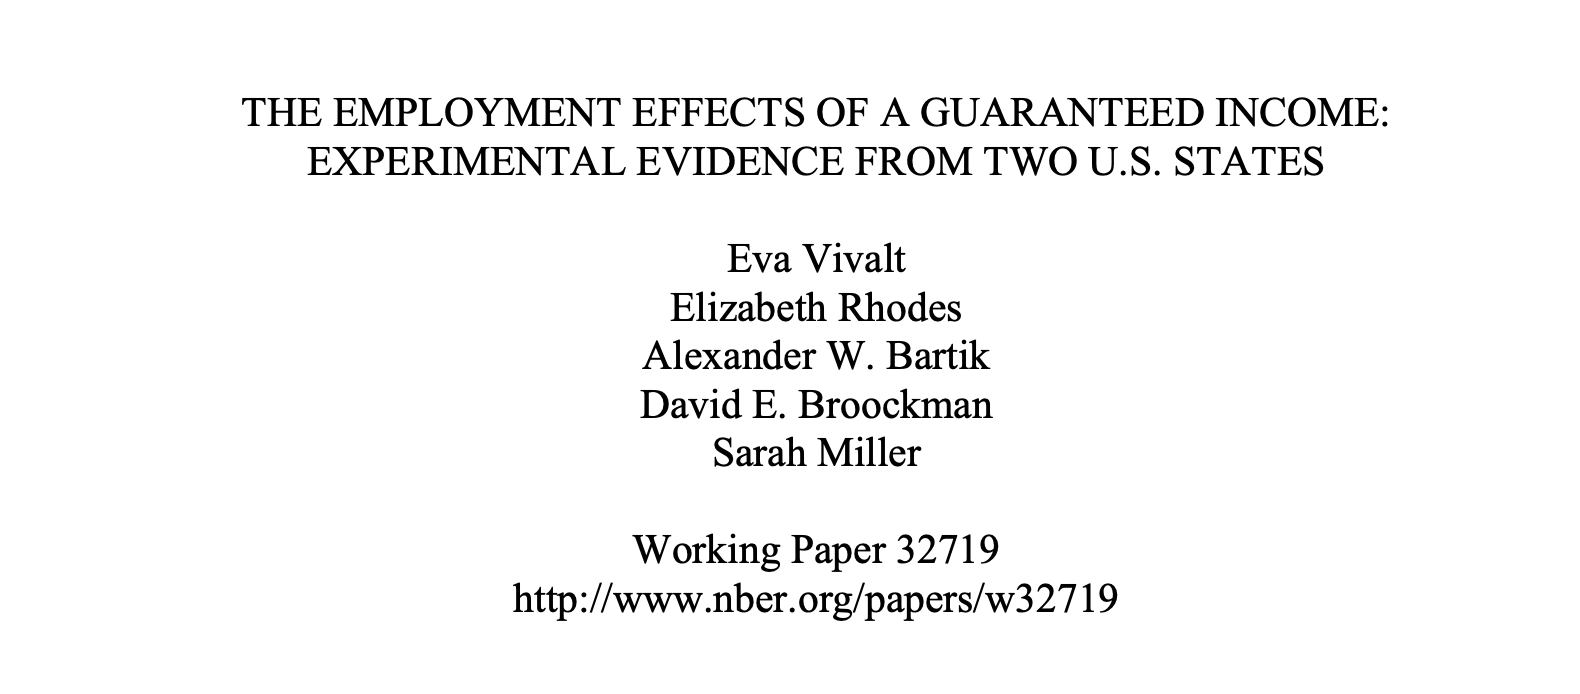 THE EMPLOYMENT EFFECTS OF A GUARANTEED INCOME:
EXPERIMENTAL EVIDENCE FROM TWO U.S. STATES
Eva Vivalt
Elizabeth Rhodes
Alexander W. Bartik
David E. Broockman
Sarah Miller
Working Paper 32719
http://www.nber.org/papers/w32719